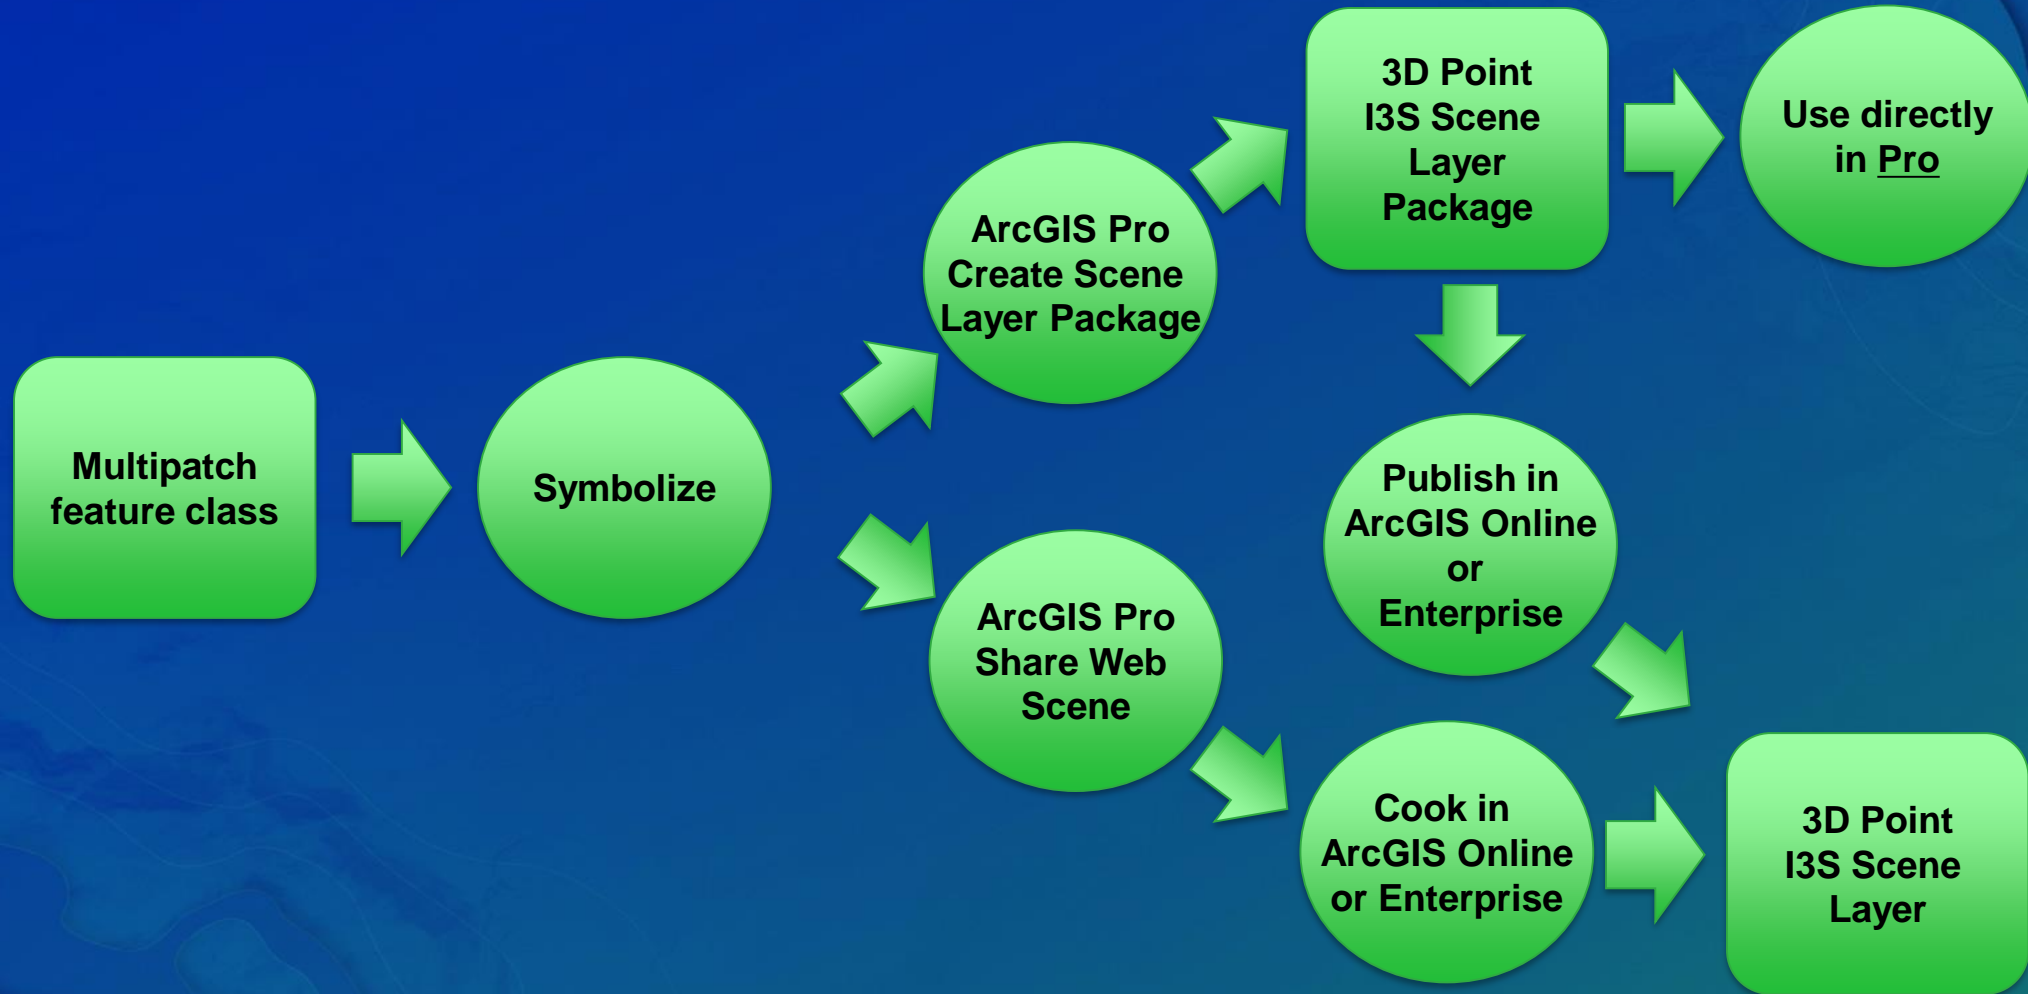 Multipatch
feature class
Symbolize
ArcGIS Pro
Create Scene
Layer Package
3D Point
I3S Scene
Layer
Package
Use directly
in Pro
Publish in
ArcGIS Online
or
Enterprise
ArcGIS Pro
Share Web
Scene
Cook in
ArcGIS Online
or Enterprise
3D Point
I3S Scene
Layer